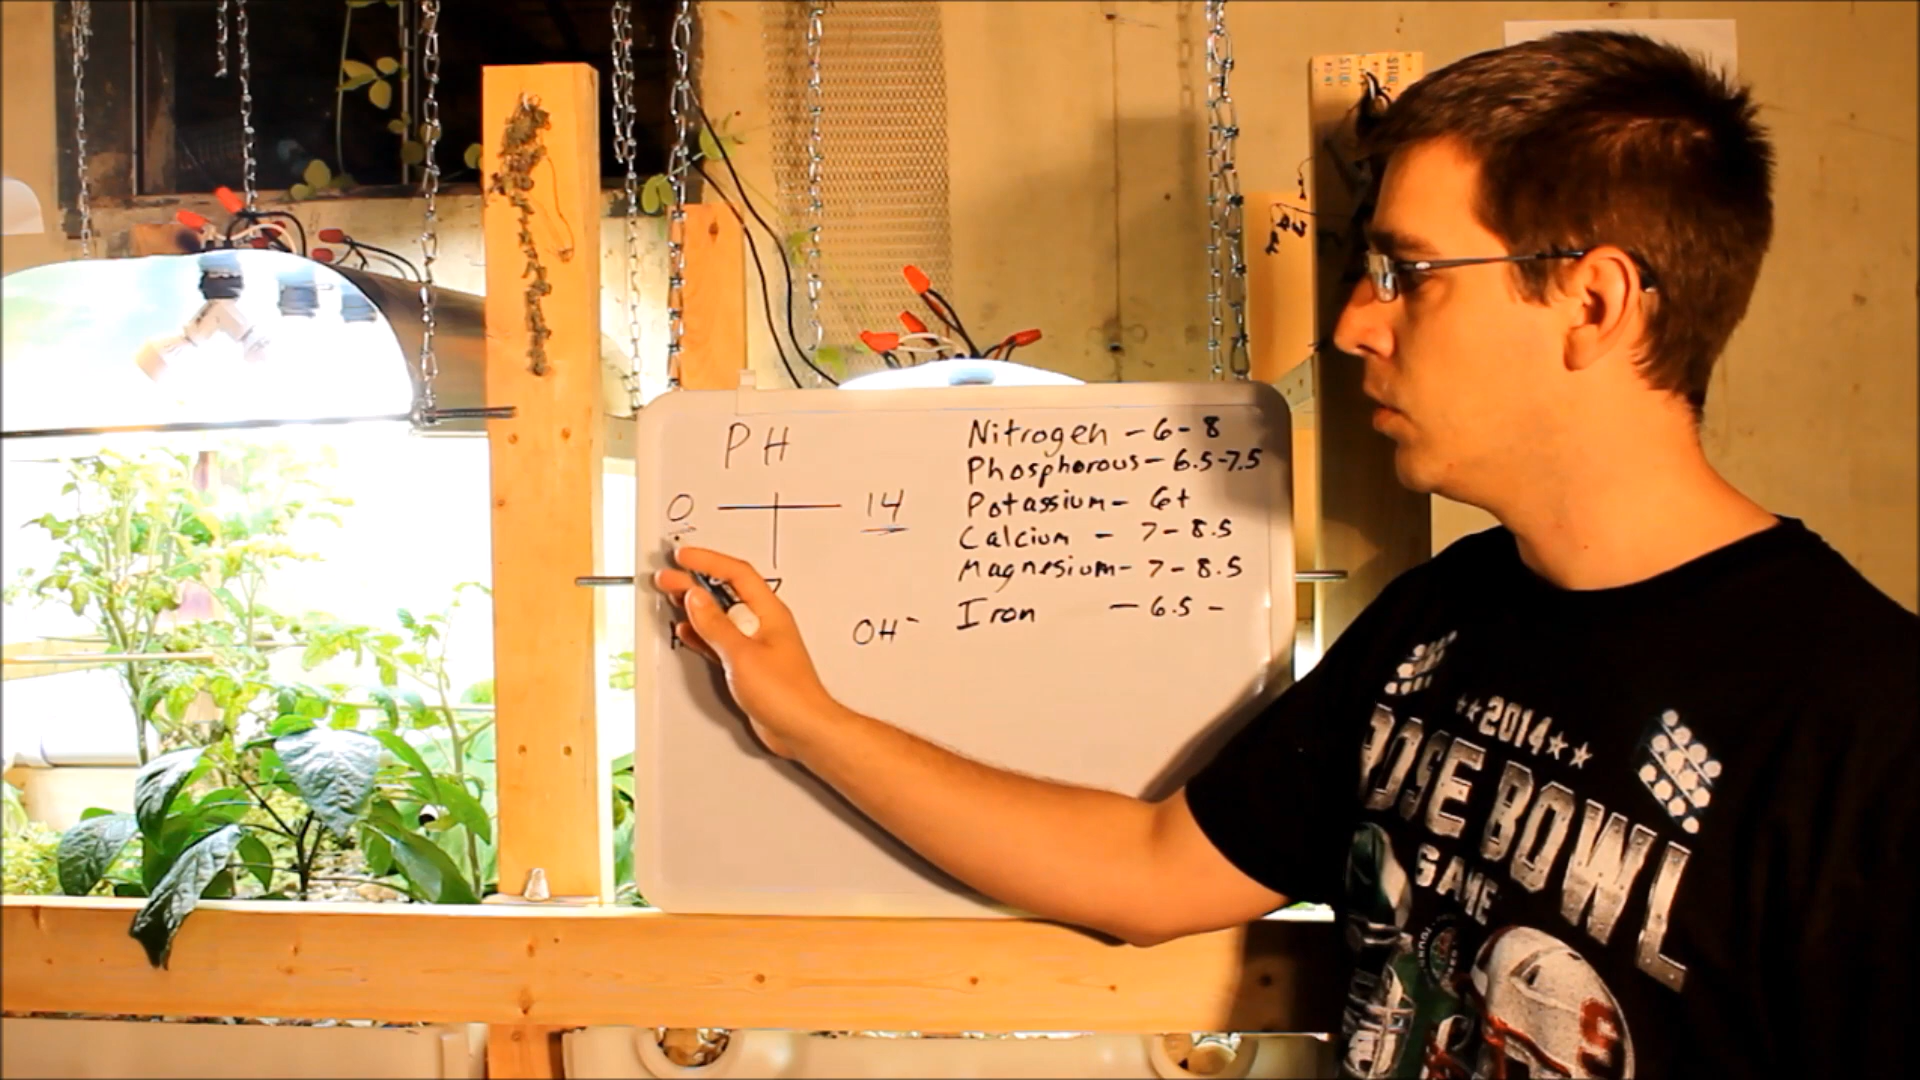 PH
0 14
7
OH-
Nitrogen - 6 - 8
Phosphorous - 6.5-7.5
Potassium - 6+
Calcium - 7 - 8.5
Magnesium - 7 - 8.5
Iron - 6.5 -
2014
ROSE BOWL
GAME